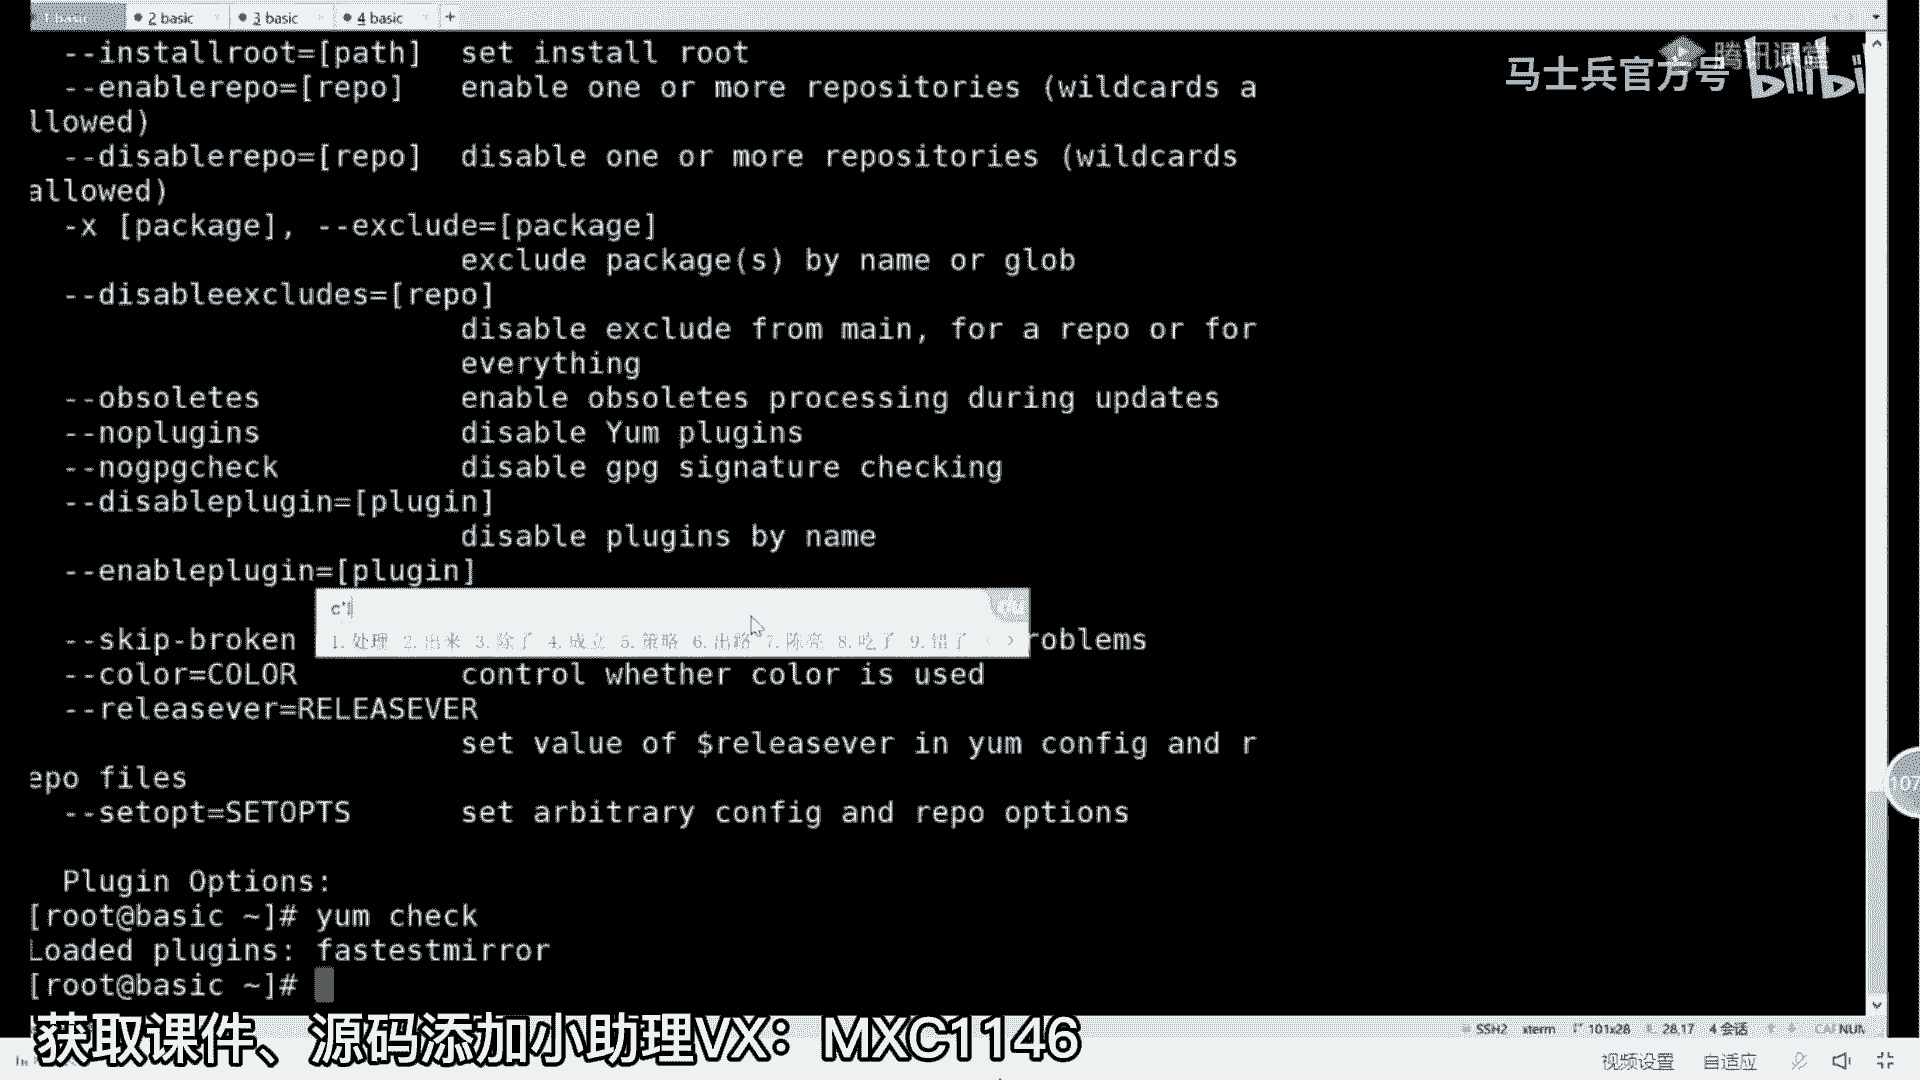 1 basic 2 basic 3 basic 4 basic +
--installroot=[path] set install root
--enablerepo=[repo] enable one or more repositories (wildcards a
llowed)
--disablerepo=[repo] disable one or more repositories (wildcards
allowed)
-x [package], --exclude=[package]
exclude package(s) by name or glob
--disableexcludes=[repo]
disable exclude from main, for a repo or for
everything
--obsoletes enable obsoletes processing during updates
--noplugins disable Yum plugins
--nogpgcheck disable gpg signature checking
--disableplugin=[plugin]
disable plugins by name
--enableplugin=[plugin]
c'l
1.处理 2.出来 3.除了 4.成立 5.策略 6.出路 7.陈亮 8.吃了 9.错了
--skip-broken roblems
--color=COLOR control whether color is used
--releasever=RELEASEVER
set value of $releasever in yum config and r
epo files
--setopt=SETOPTS set arbitrary config and repo options
Plugin Options:
[root@basic ~]# yum check
Loaded plugins: fastestmirror
[root@basic ~]#
腾讯课堂
马士兵官方号 bilibi
107
SSH2 xterm 101x28 28,17 4 会话 CAP NUM
获取课件、源码添加小助理VX：MXC1146
视频设置 自适应